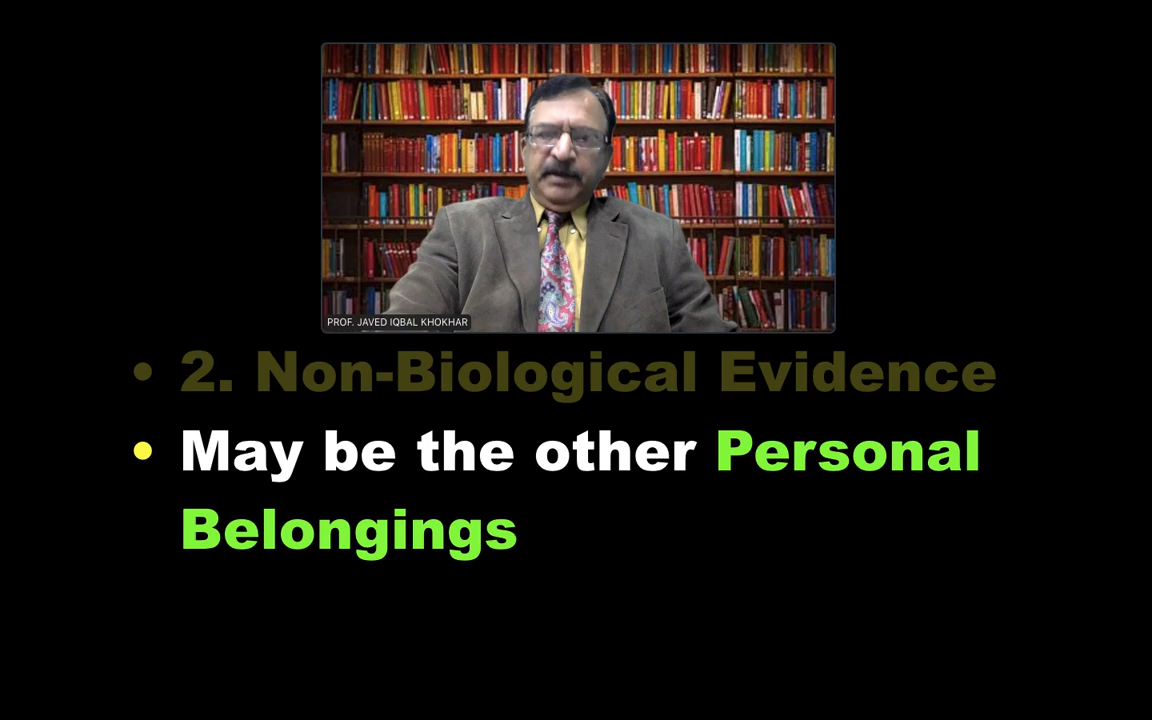 PROF. JAVED IQBAL KHOKHAR
• 2. Non-Biological Evidence
• May be the other Personal
Belongings